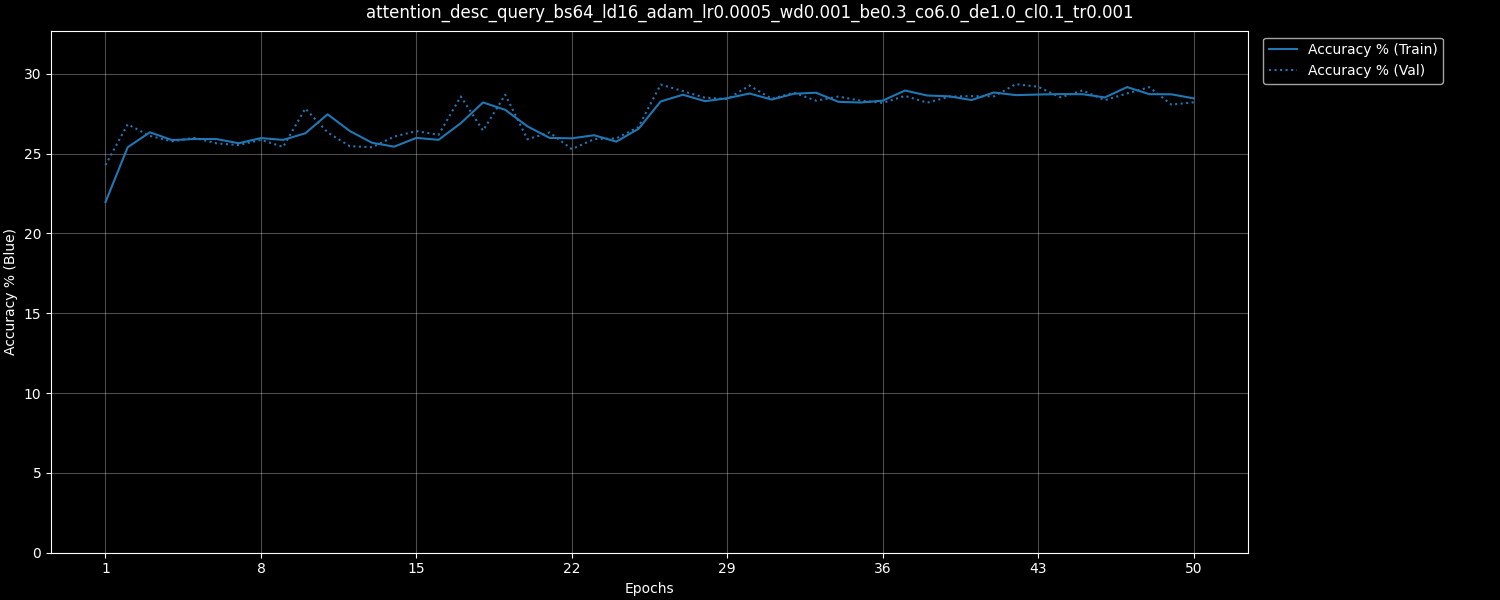 attention_desc_query_bs64_ld16_adam_lr0.0005_wd0.001_be0.3_co6.0_de1.0_cl0.1_tr0.001
Accuracy % (Train)
Accuracy % (Val)
Accuracy % (Blue)
30
25
20
15
10
5
0
1 8 15 22 29 36 43 50
Epochs